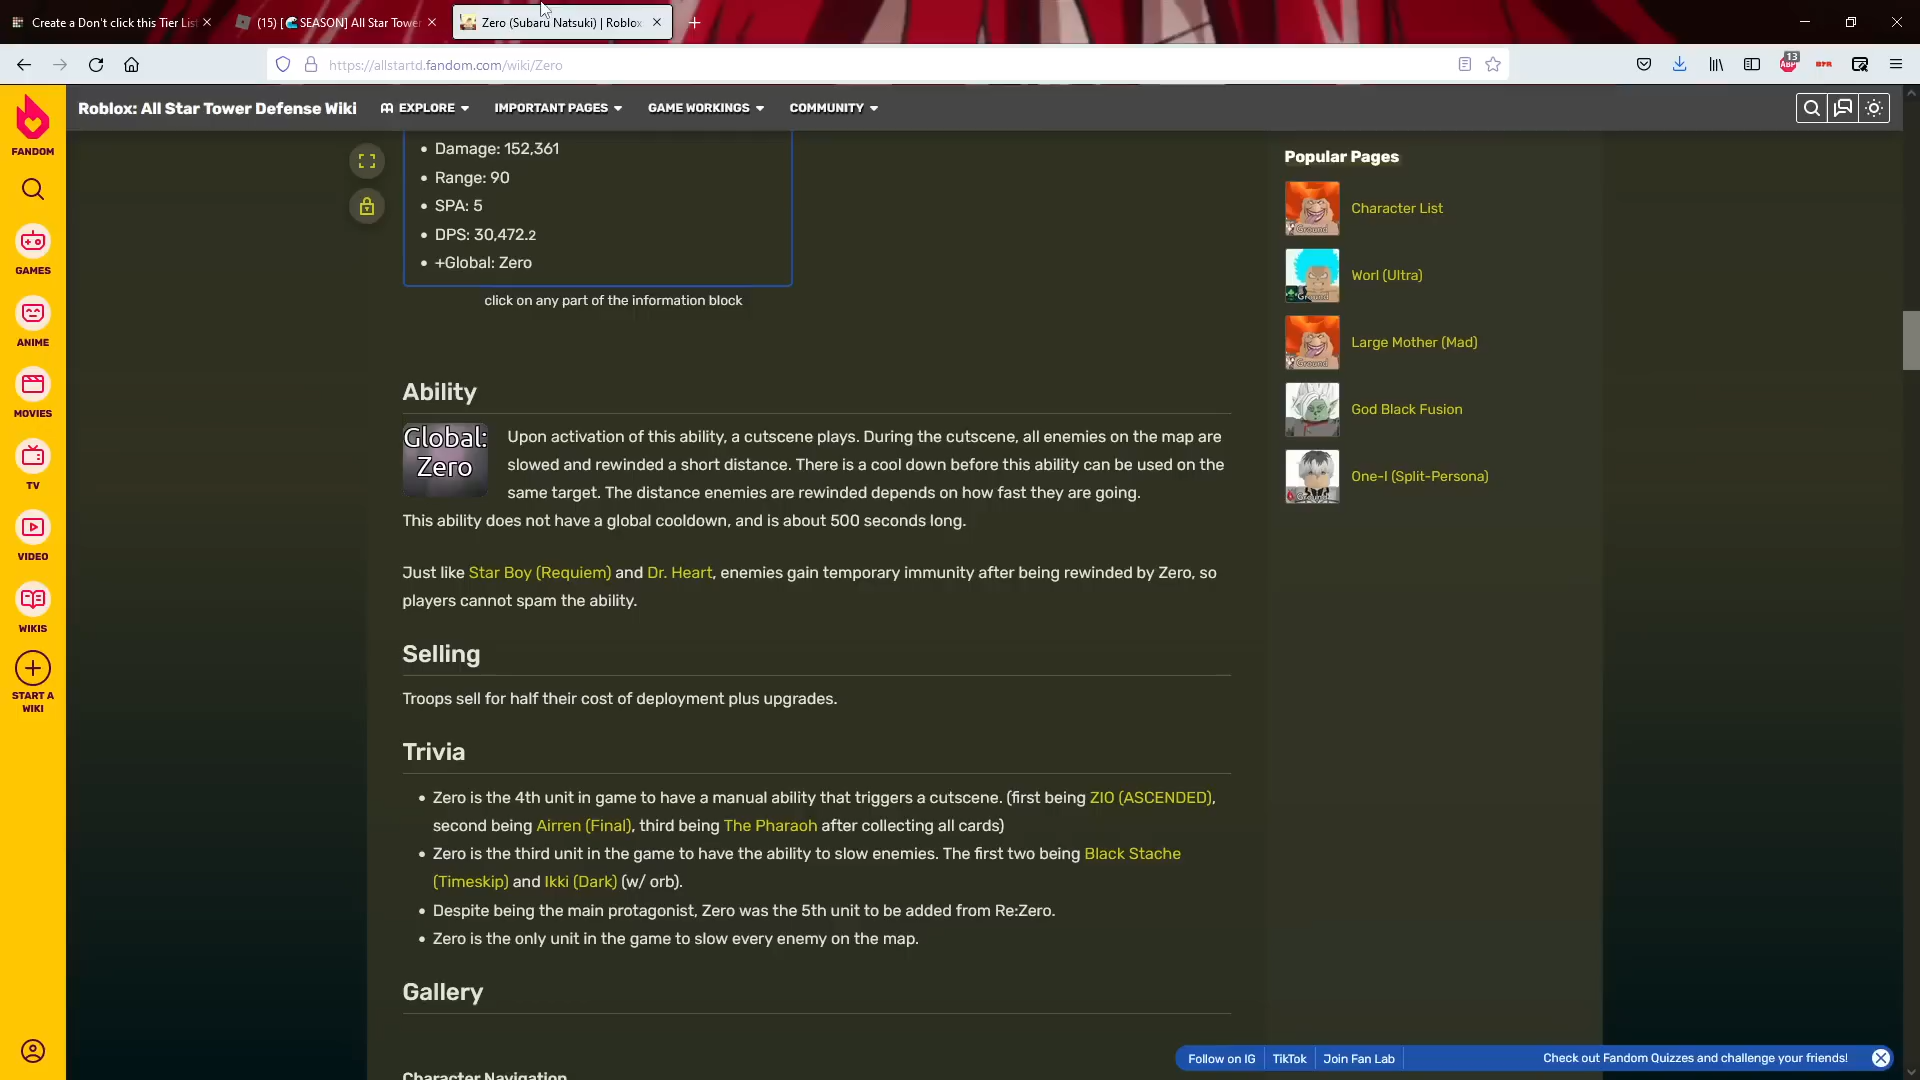 Create a Don't click this Tier List
(15) [🌊SEASON] All Star Tower
Zero (Subaru Natsuki) | Roblox
https://allstartd.fandom.com/wiki/Zero
13
ABP
FANDOM
GAMES
ANIME
MOVIES
TV
VIDEO
WIKIS
START A
WIKI
Roblox: All Star Tower Defense Wiki
EXPLORE
IMPORTANT PAGES
GAME WORKINGS
COMMUNITY
Damage: 152,361
Range: 90
SPA: 5
DPS: 30,472.2
+Global: Zero
click on any part of the information block
Ability
Global:
Zero
Upon activation of this ability, a cutscene plays. During the cutscene, all enemies on the map are
slowed and rewinded a short distance. There is a cool down before this ability can be used on the
same target. The distance enemies are rewinded depends on how fast they are going.
This ability does not have a global cooldown, and is about 500 seconds long.
Just like Star Boy (Requiem) and Dr. Heart, enemies gain temporary immunity after being rewinded by Zero, so
players cannot spam the ability.
Selling
Troops sell for half their cost of deployment plus upgrades.
Trivia
Zero is the 4th unit in game to have a manual ability that triggers a cutscene. (first being ZIO (ASCENDED),
second being Airren (Final), third being The Pharaoh after collecting all cards)
Zero is the third unit in the game to have the ability to slow enemies. The first two being Black Stache
(Timeskip) and Ikki (Dark) (w/ orb).
Despite being the main protagonist, Zero was the 5th unit to be added from Re:Zero.
Zero is the only unit in the game to slow every enemy on the map.
Gallery
Character Navigation
Popular Pages
Ground
Character List
Ground
Worl (Ultra)
Ground
Large Mother (Mad)
God Black Fusion
Ground
One-I (Split-Persona)
Follow on IG
TikTok
Join Fan Lab
Check out Fandom Quizzes and challenge your friends!